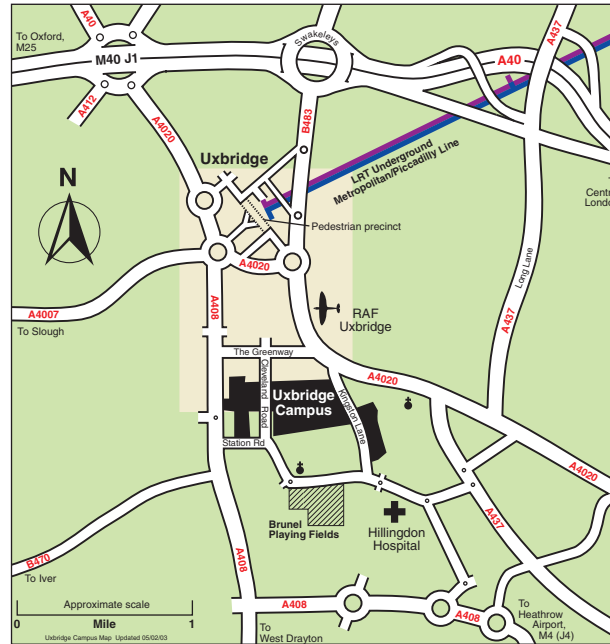 A40
To Oxford,
M25
M40 J1
A412
A4020
Swakeleys
B483
A437
A40
LRT Underground
Metropolitan/Piccadilly Line
Uxbridge
N
Pedestrian precinct
A4020
Long Lane
A4007
To Slough
A408
RAF
Uxbridge
A437
The Greenway
Cleveland Road
Uxbridge
Campus
Kingston Lane
A4020
Station Rd
A4020
A437
Brunel
Playing Fields
Hillingdon
Hospital
B470
To Iver
A408
Approximate scale
0 Mile 1
Uxbridge Campus Map Updated 05/02/03
A408
A408
To
West Drayton
To
Heathrow
Airport,
M4 (J4)